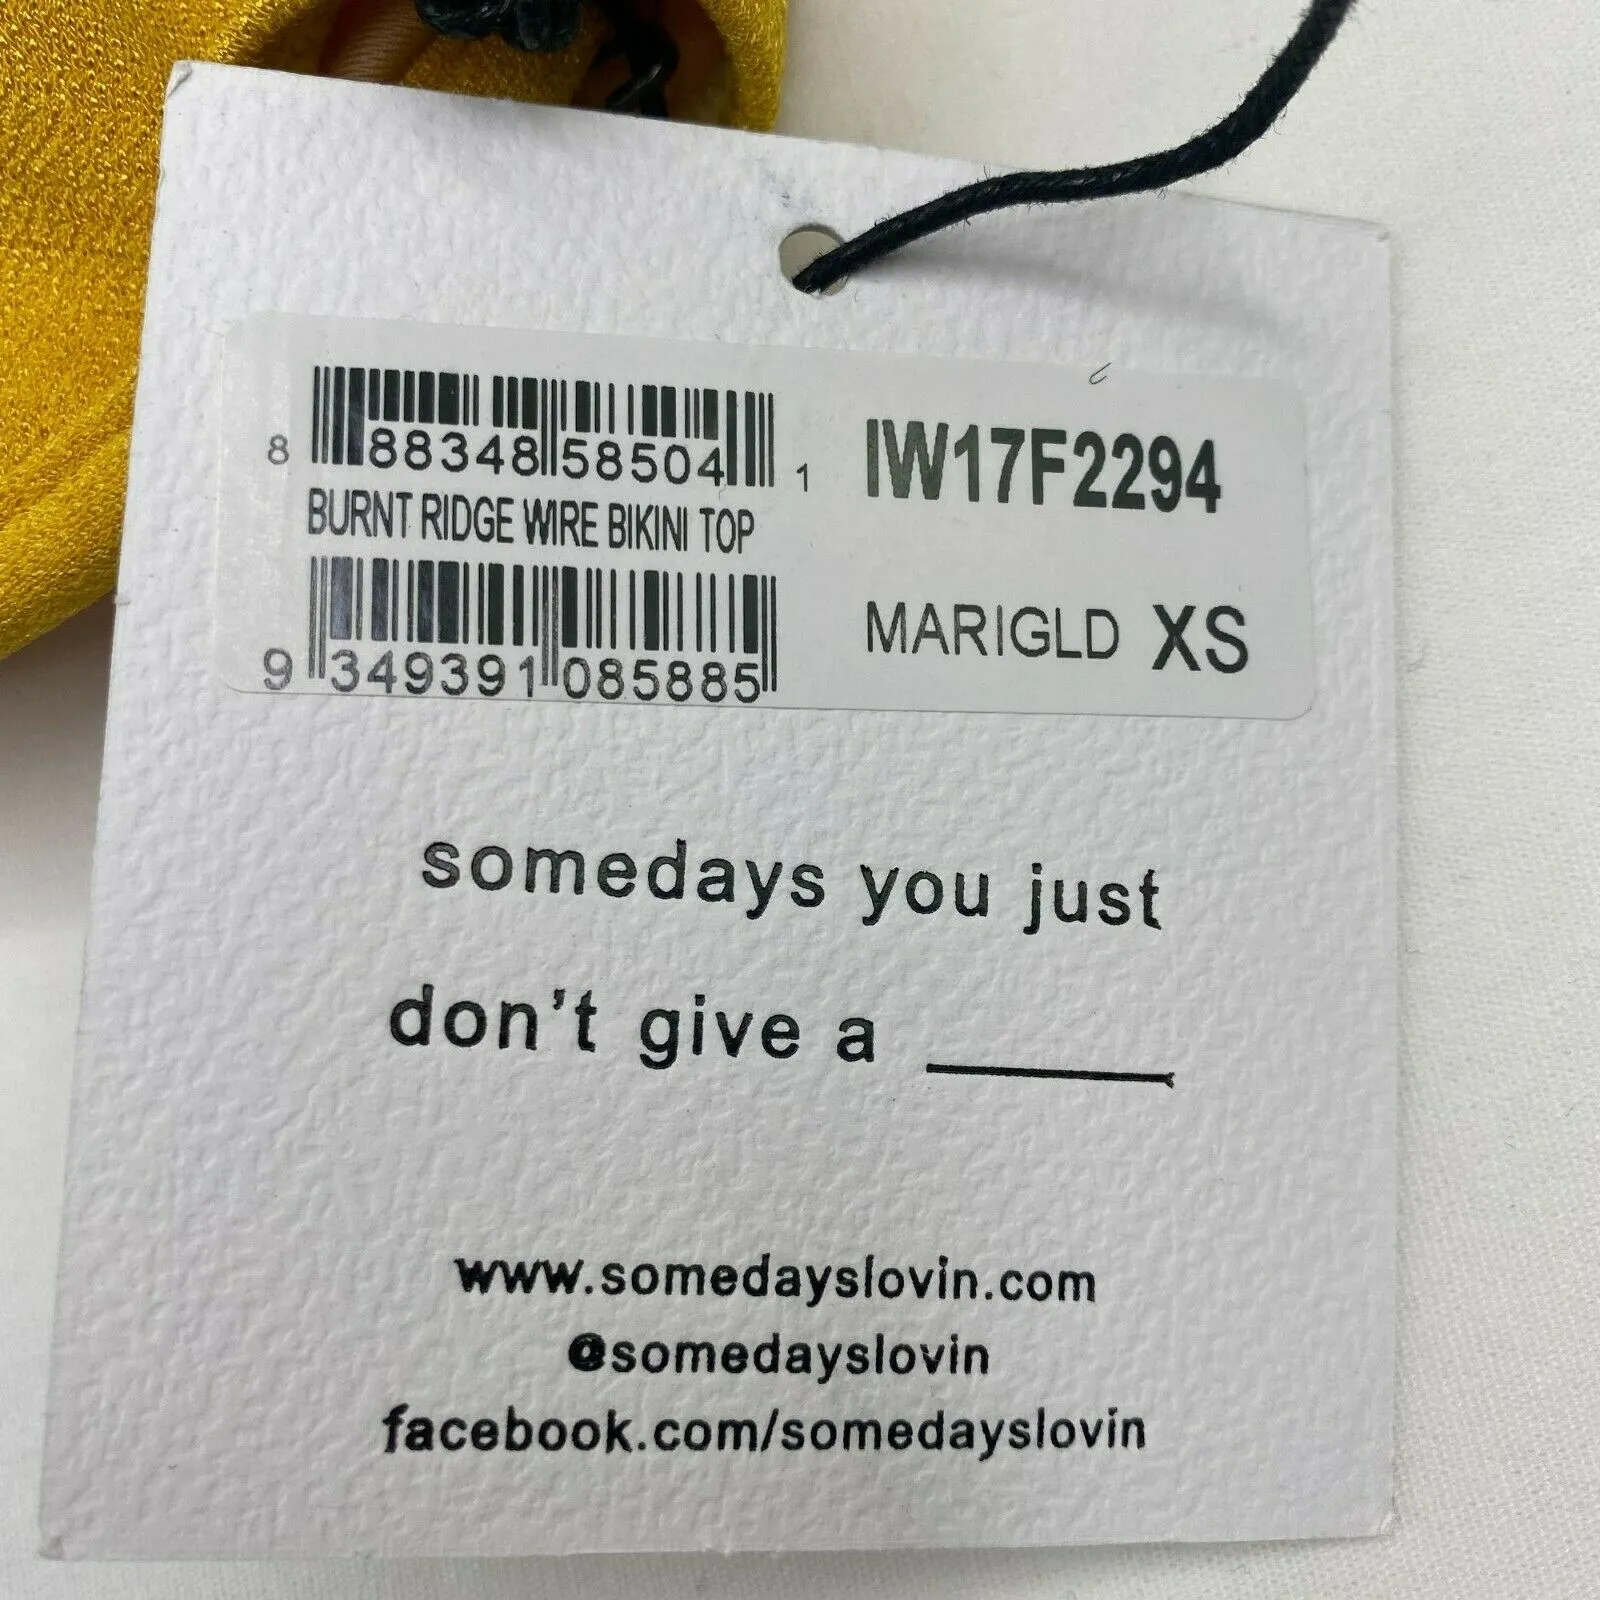 8 88348 58504 1
IW17F2294
BURNT RIDGE WIRE BIKINI TOP
9 349391 085885
MARIGLD XS
somedays you just
don't give a _____
www.somedayslovin.com
@somedayslovin
facebook.com/somedayslovin